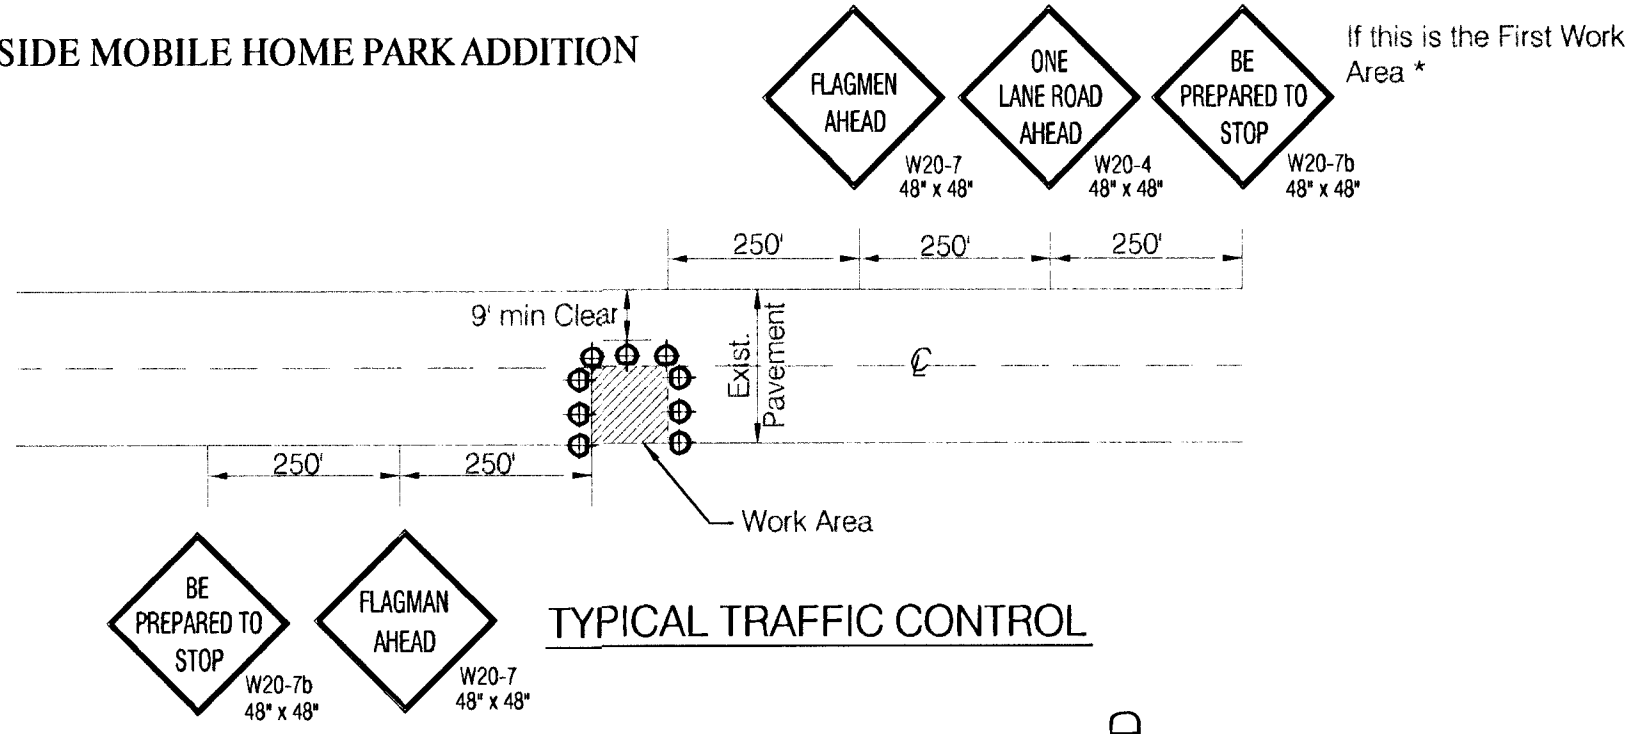 SIDE MOBILE HOME PARK ADDITION
FLAGMEN
AHEAD
W20-7
48" x 48"
ONE
LANE ROAD
AHEAD
W20-4
48" x 48"
BE
PREPARED TO
STOP
W20-7b
48" x 48"
If this is the First Work
Area *
250'
250'
250'
9' min Clear
Exist.
Pavement
℄
250'
250'
Work Area
BE
PREPARED TO
STOP
W20-7b
48" x 48"
FLAGMAN
AHEAD
W20-7
48" x 48"
TYPICAL TRAFFIC CONTROL
D